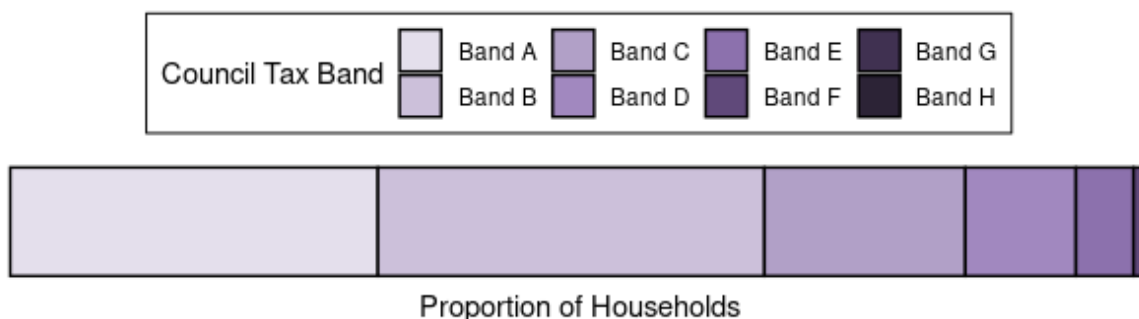 Council Tax Band
Band A
Band C
Band E
Band G
Band B
Band D
Band F
Band H
Proportion of Households